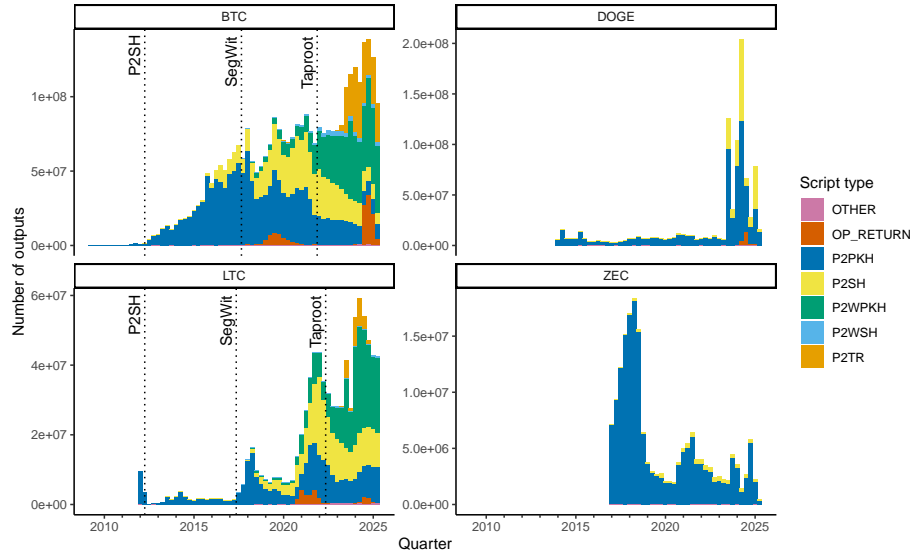 BTC
DOGE
Number of outputs
1e+08
5e+07
0e+00
P2SH
SegWit
Taproot
2.0e+08
1.5e+08
1.0e+08
5.0e+07
0.0e+00
LTC
ZEC
6e+07
4e+07
2e+07
0e+00
P2SH
SegWit
Taproot
1.5e+07
1.0e+07
5.0e+06
0.0e+00
2010 2015 2020 2025
2010 2015 2020 2025
Quarter
Script type
OTHER
OP_RETURN
P2PKH
P2SH
P2WPKH
P2WSH
P2TR